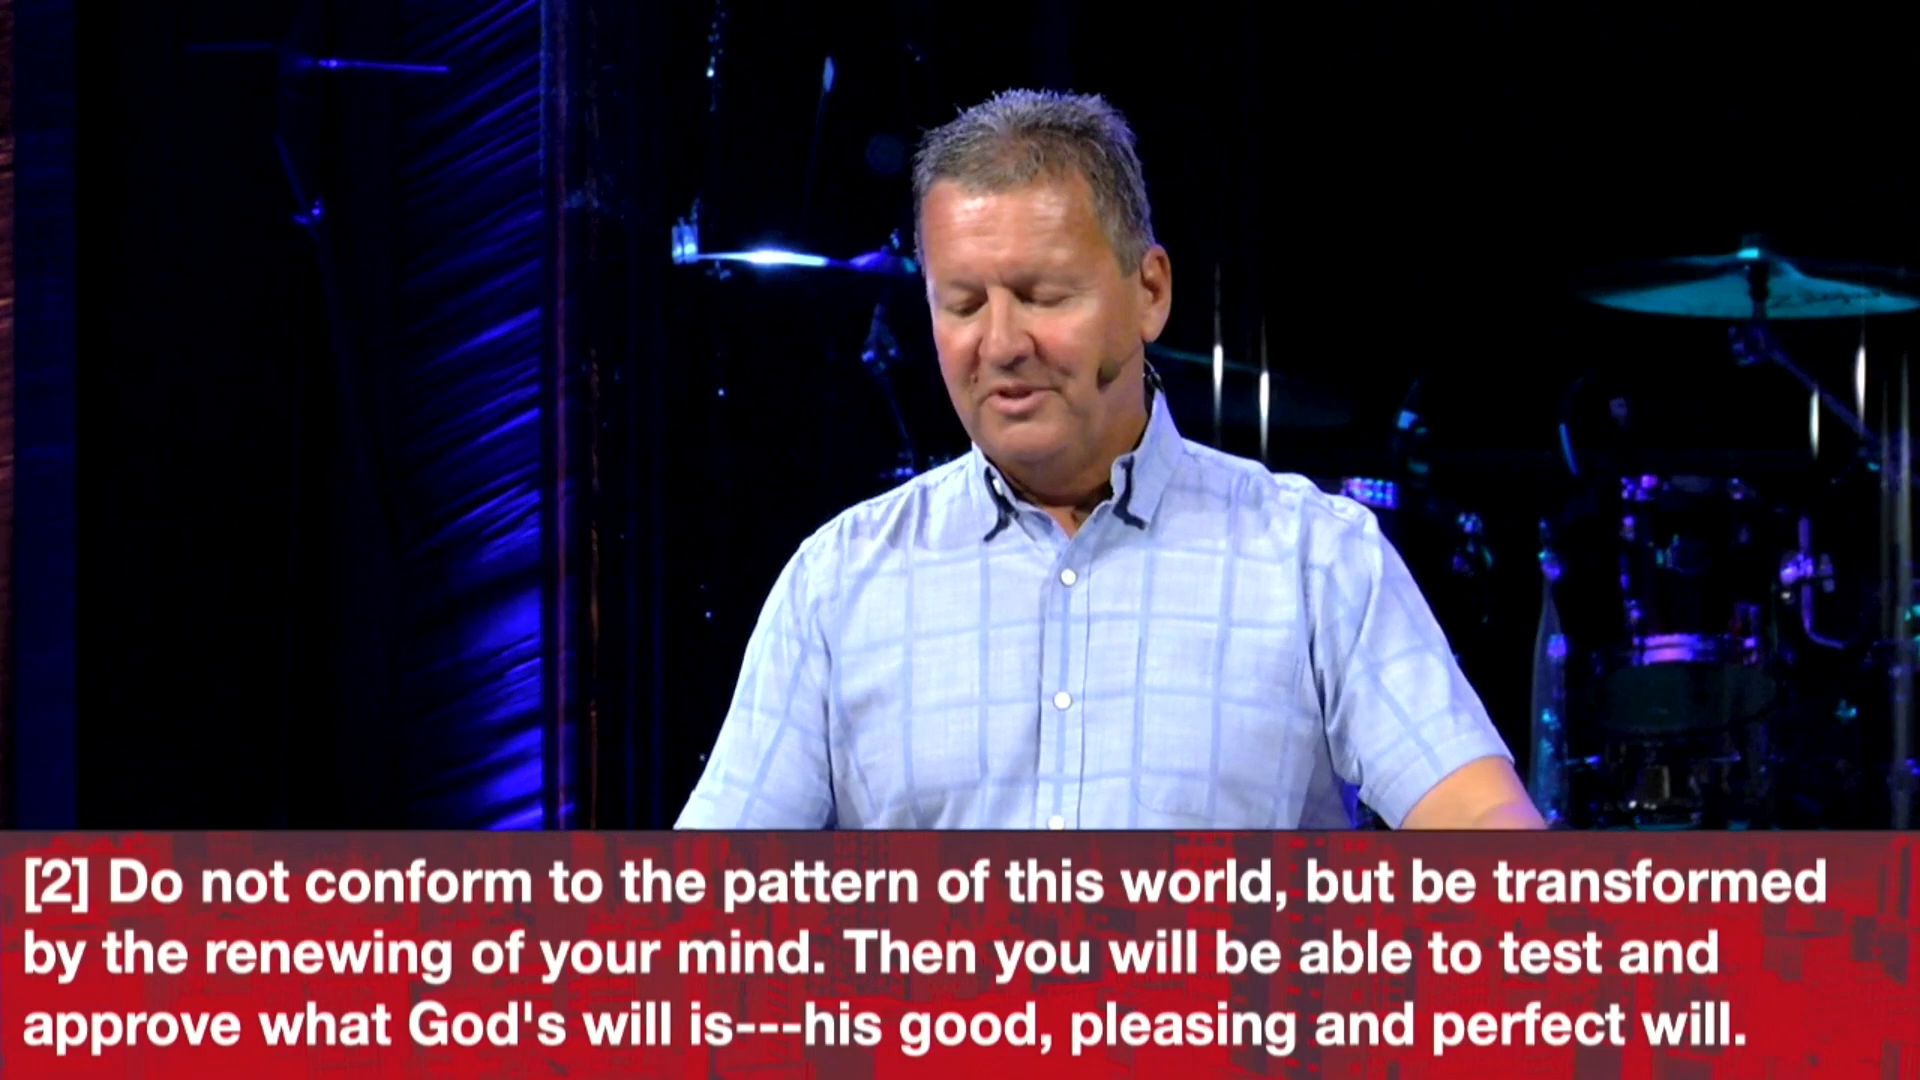 [2] Do not conform to the pattern of this world, but be transformed
by the renewing of your mind. Then you will be able to test and
approve what God's will is---his good, pleasing and perfect will.